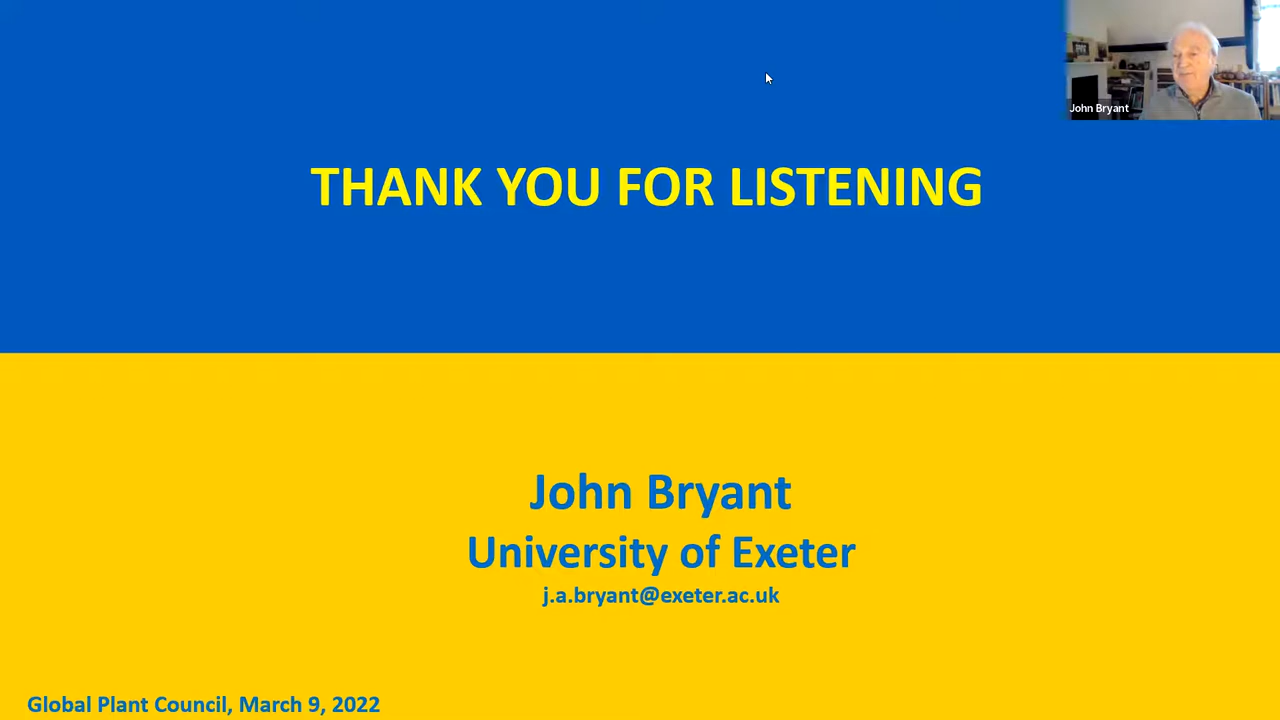 John Bryant
THANK YOU FOR LISTENING
John Bryant
University of Exeter
j.a.bryant@exeter.ac.uk
Global Plant Council, March 9, 2022